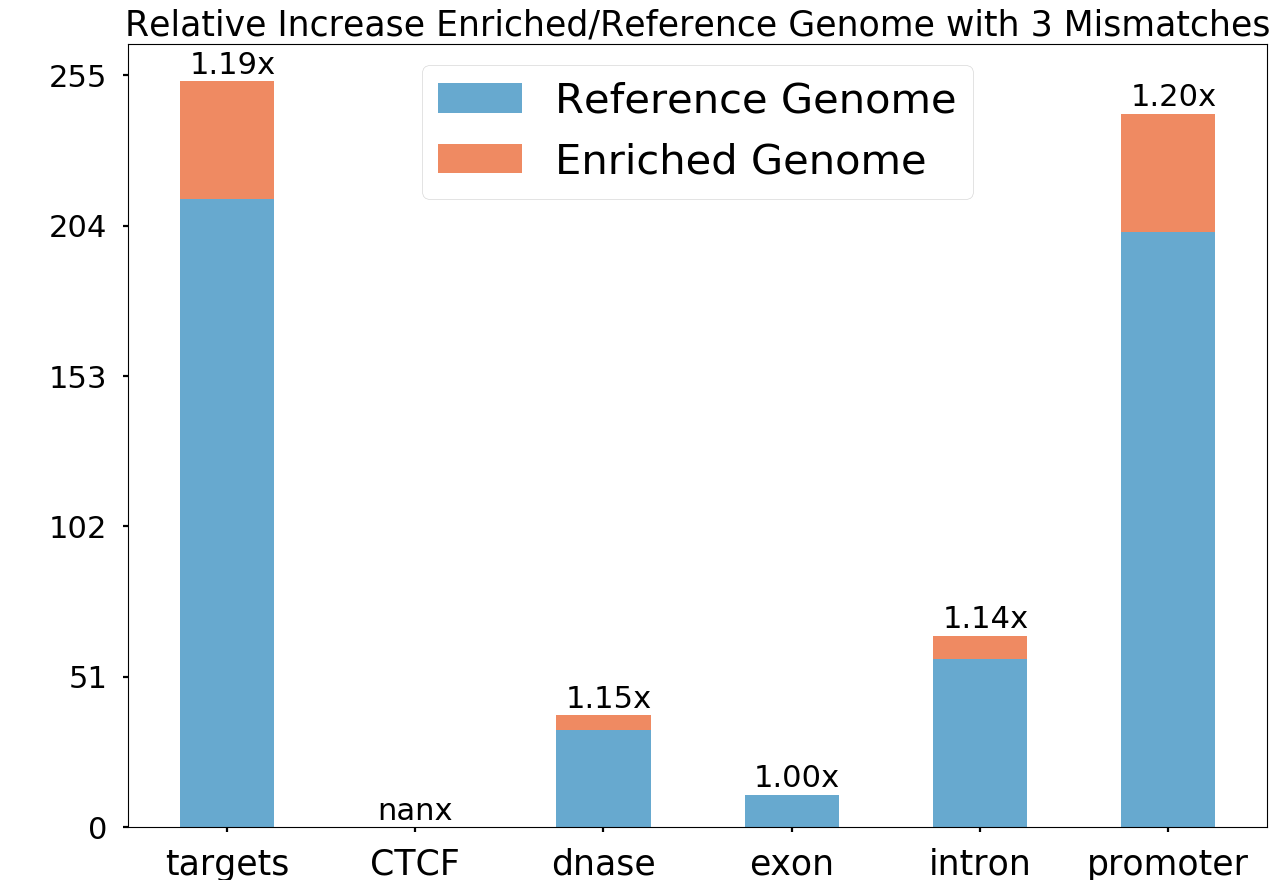 Relative Increase Enriched/Reference Genome with 3 Mismatches
Reference Genome
Enriched Genome
255
204
153
102
51
0
1.19x
nanx
1.15x
1.00x
1.14x
1.20x
targets
CTCF
dnase
exon
intron
promoter